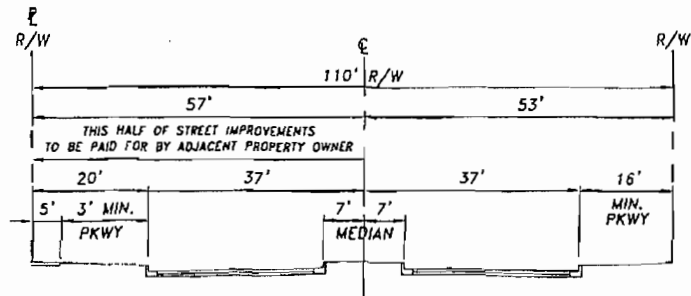 ℄
R/W
℄
R/W
110' R/W
57'
53'
THIS HALF OF STREET IMPROVEMENTS
TO BE PAID FOR BY ADJACENT PROPERTY OWNER
20'
37'
37'
16'
5'
3' MIN.
PKWY
7'
7'
MEDIAN
MIN.
PKWY